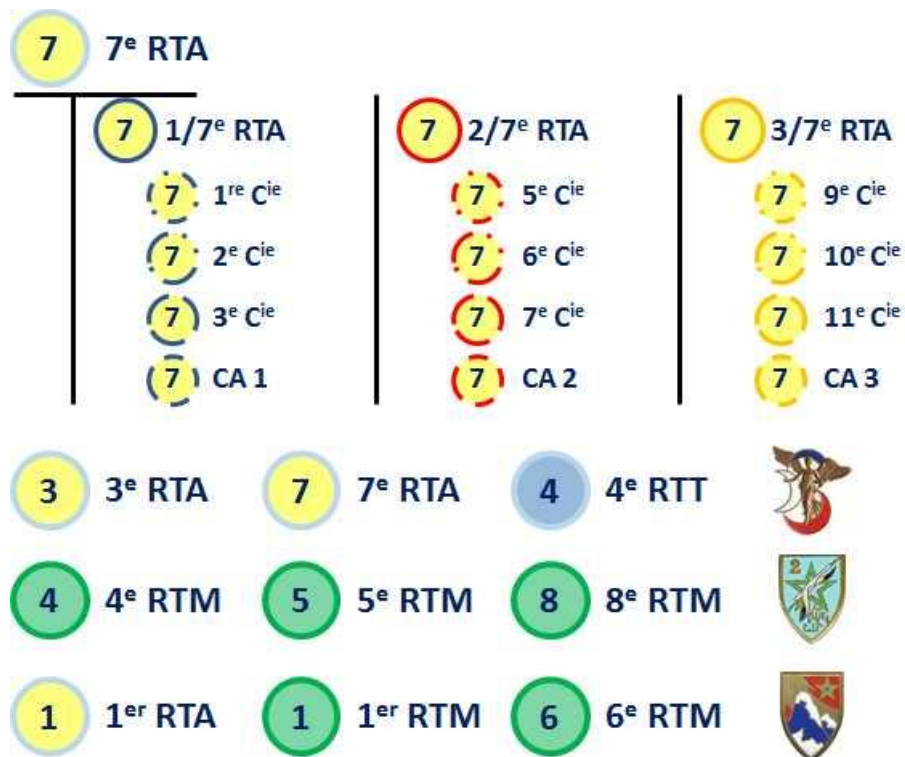 7 7ᵉ RTA
7 1/7ᵉ RTA 7 2/7ᵉ RTA 7 3/7ᵉ RTA
7 1ʳᵉ Cⁱᵉ 7 5ᵉ Cⁱᵉ 7 9ᵉ Cⁱᵉ
7 2ᵉ Cⁱᵉ 7 6ᵉ Cⁱᵉ 7 10ᵉ Cⁱᵉ
7 3ᵉ Cⁱᵉ 7 7ᵉ Cⁱᵉ 7 11ᵉ Cⁱᵉ
7 CA 1 7 CA 2 7 CA 3
3 3ᵉ RTA 7 7ᵉ RTA 4 4ᵉ RTT
4 4ᵉ RTM 5 5ᵉ RTM 8 8ᵉ RTM 2
1 1ᵉʳ RTA 1 1ᵉʳ RTM 6 6ᵉ RTM